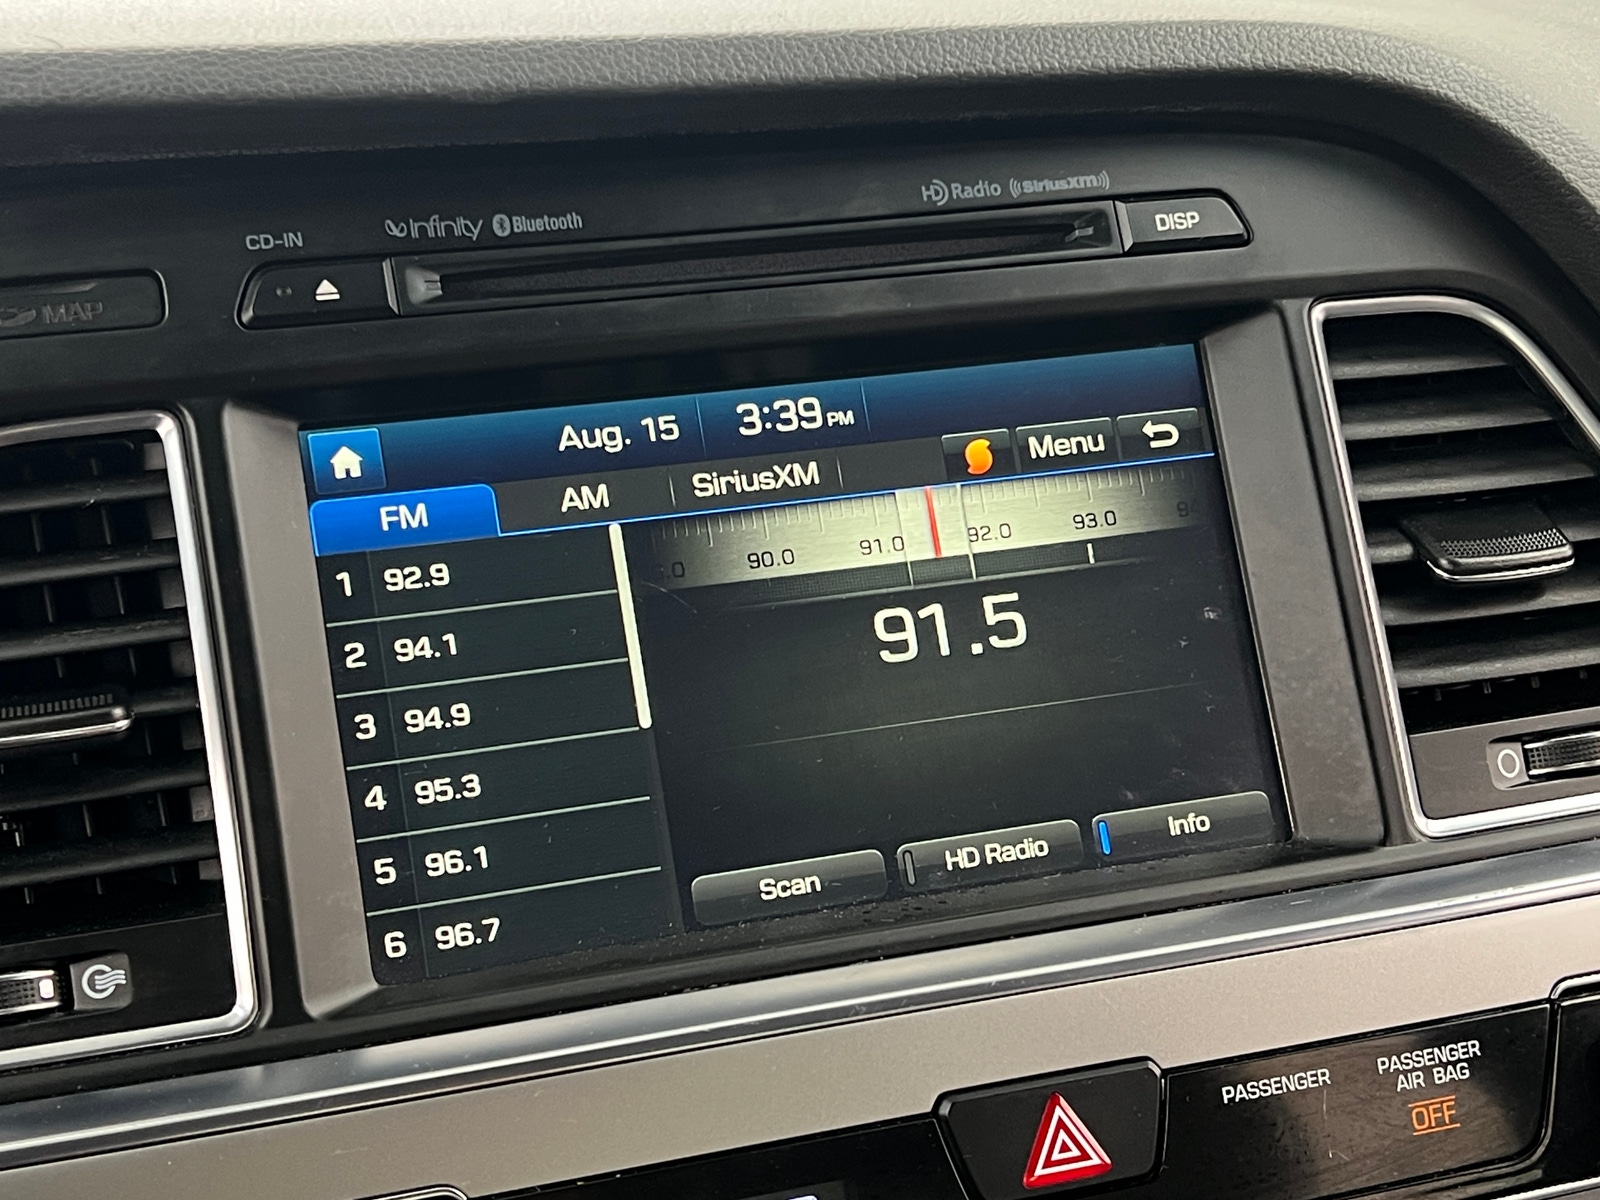 HD Radio ((SiriusXM))
Infinity Bluetooth
CD-IN
DISP
MAP
Aug. 15 3:39 PM
Menu
FM AM SiriusXM
90.0 91.0 92.0 93.0
91.5
1 92.9
2 94.1
3 94.9
4 95.3
5 96.1
6 96.7
Scan HD Radio Info
PASSENGER
PASSENGER
AIR BAG
OFF